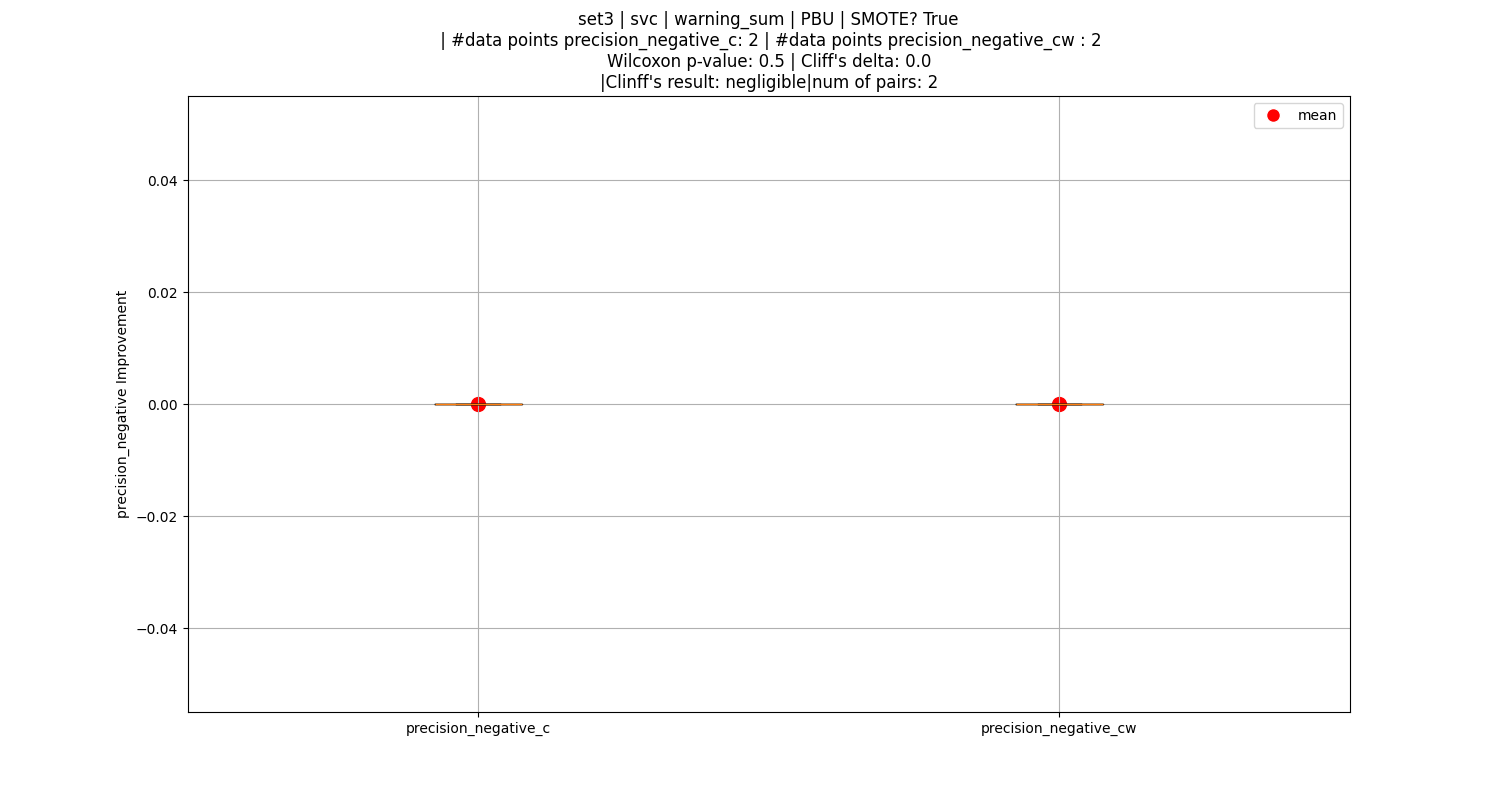 set3 | svc | warning_sum | PBU | SMOTE? True
| #data points precision_negative_c: 2 | #data points precision_negative_cw : 2
Wilcoxon p-value: 0.5 | Cliff's delta: 0.0
|Clinff's result: negligible|num of pairs: 2
mean
0.04
0.02
0.00
−0.02
−0.04
precision_negative Improvement
precision_negative_c
precision_negative_cw